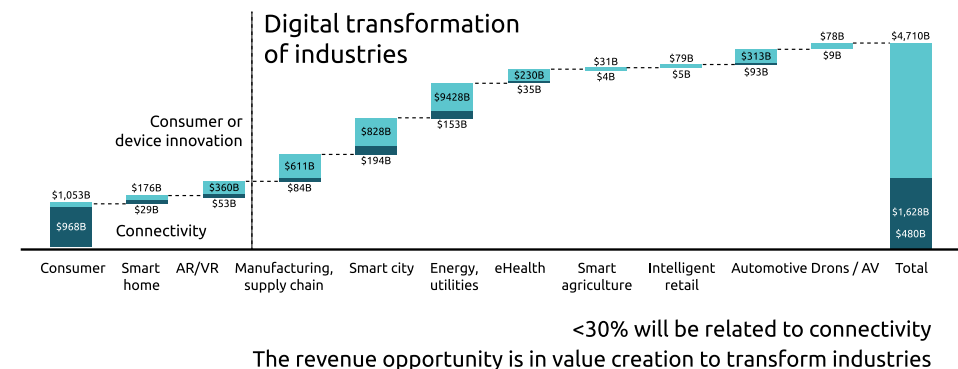 Digital transformation
of industries
Consumer or
device innovation
Connectivity
$1,053B
$968B
$176B
$29B
$360B
$53B
$611B
$84B
$828B
$194B
$9428B
$153B
$230B
$35B
$31B
$4B
$79B
$5B
$313B
$93B
$78B
$9B
$4,710B
$1,628B
$480B
Consumer
Smart
home
AR/VR
Manufacturing,
supply chain
Smart city
Energy,
utilities
eHealth
Smart
agriculture
Intelligent
retail
Automotive
Drons / AV
Total
<30% will be related to connectivity
The revenue opportunity is in value creation to transform industries